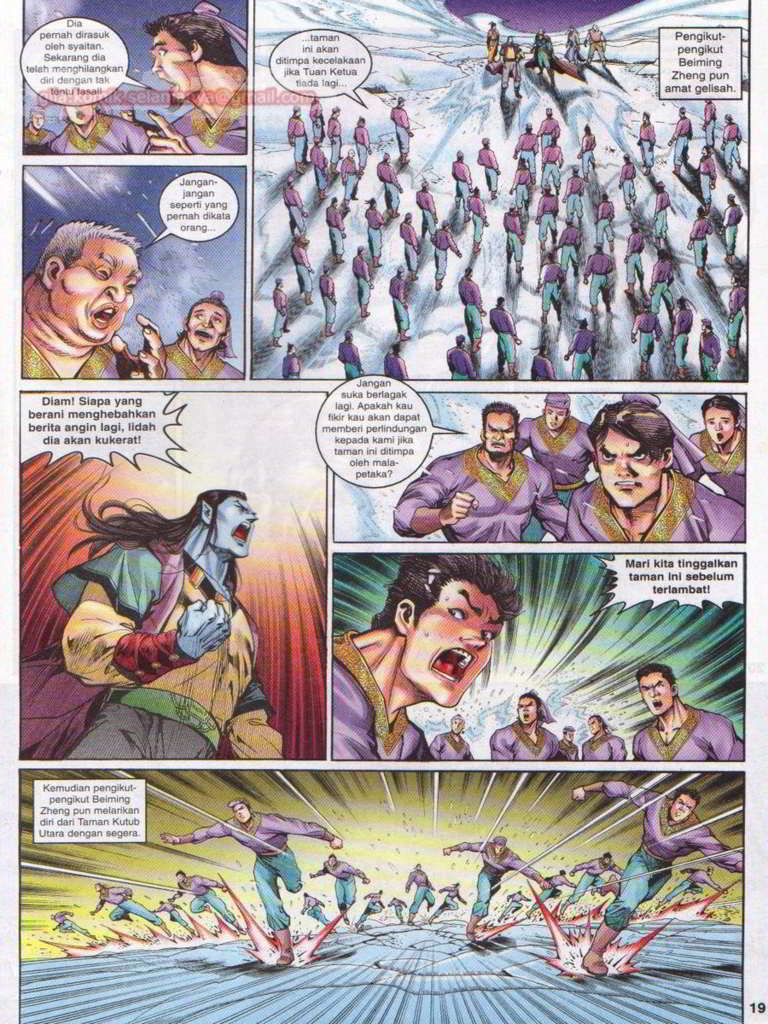 Dia
pernah dirasuk
oleh syaitan.
Sekarang dia
telah menghilangkan
diri dengan tak
tentu fasal!
Jangan-
jangan
seperti yang
pernah dikata
orang...
...taman
ini akan
ditimpa kecelakaan
jika Tuan Ketua
tiada lagi...
Pengikut-
pengikut
Beiming
Zheng pun
amat gelisah.
Diam! Siapa yang
berani menghebahkan
berita angin lagi, lidah
dia akan kukerat!
Jangan
suka berlagak
lagi. Apakah kau
fikir kau akan dapat
memberi perlindungan
kepada kami jika
taman ini ditimpa
oleh mala-
petaka?
Mari kita tinggalkan
taman ini sebelum
terlambat!
Kemudian pengikut-
pengikut Beiming
Zheng pun melarikan
diri dari Taman Kutub
Utara dengan segera.
19